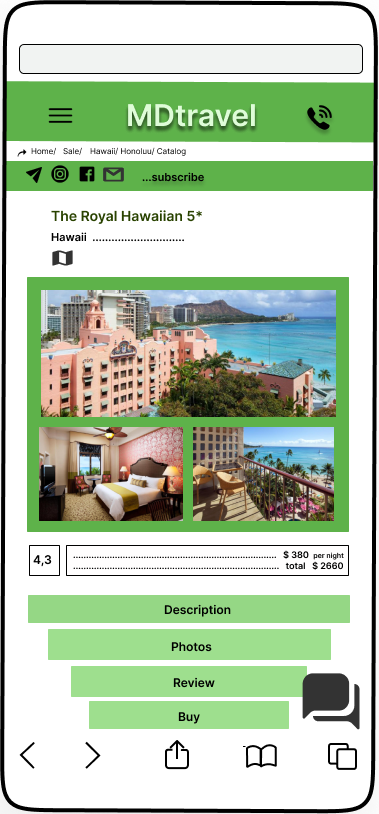 MDtravel
Home/ Sale/ Hawaii/ Honoluu/ Catalog
...subscribe
The Royal Hawaiian 5*
Hawaii .............................
4,3
........................................................................ $ 380 per night
........................................................................ total $ 2660
Description
Photos
Review
Buy